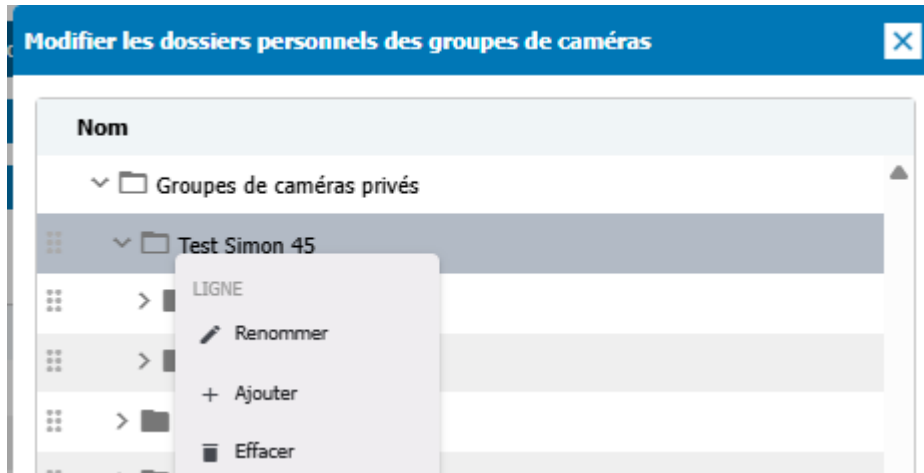 Modifier les dossiers personnels des groupes de caméras
Nom
Groupes de caméras privés
Test Simon 45
LIGNE
Renommer
Ajouter
Effacer